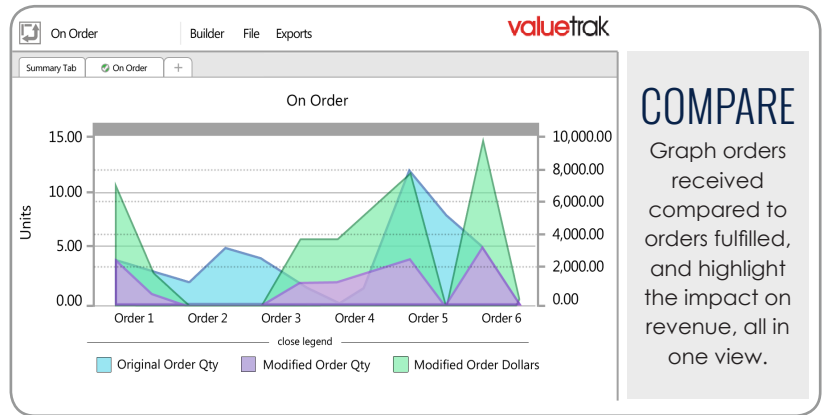 On Order
Builder File Exports
valuetrak
Summary Tab
On Order
+
On Order
15.00
10.00
5.00
0.00
Units
10,000.00
8,000.00
6,000.00
4,000.00
2,000.00
0.00
Order 1 Order 2 Order 3 Order 4 Order 5 Order 6
close legend
Original Order Qty Modified Order Qty Modified Order Dollars
COMPARE
Graph orders
received
compared to
orders fulfilled,
and highlight
the impact on
revenue, all in
one view.